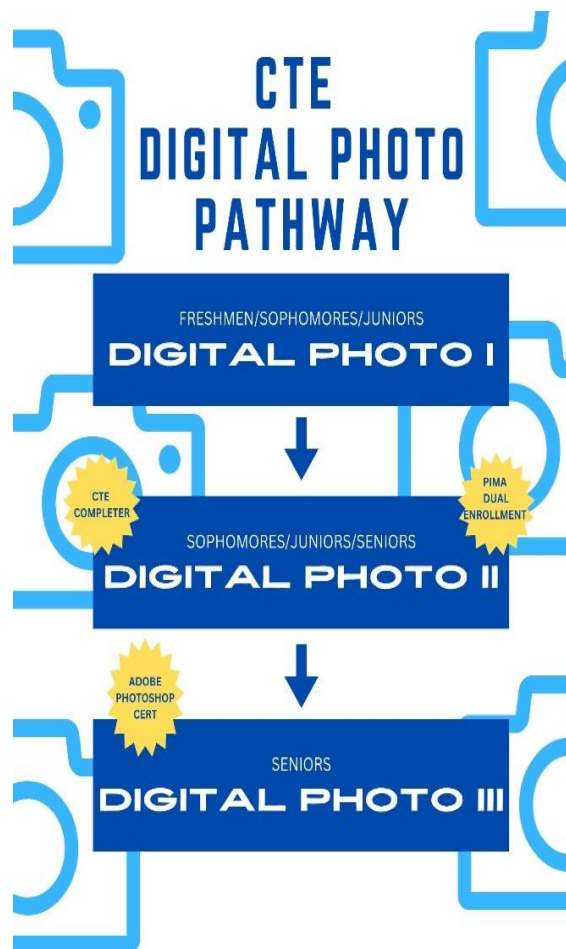 CTE
DIGITAL PHOTO
PATHWAY
FRESHMEN/SOPHOMORES/JUNIORS
DIGITAL PHOTO I
CTE
COMPLETER
PIMA
DUAL
ENROLLMENT
SOPHOMORES/JUNIORS/SENIORS
DIGITAL PHOTO II
ADOBE
PHOTOSHOP
CERT
SENIORS
DIGITAL PHOTO III